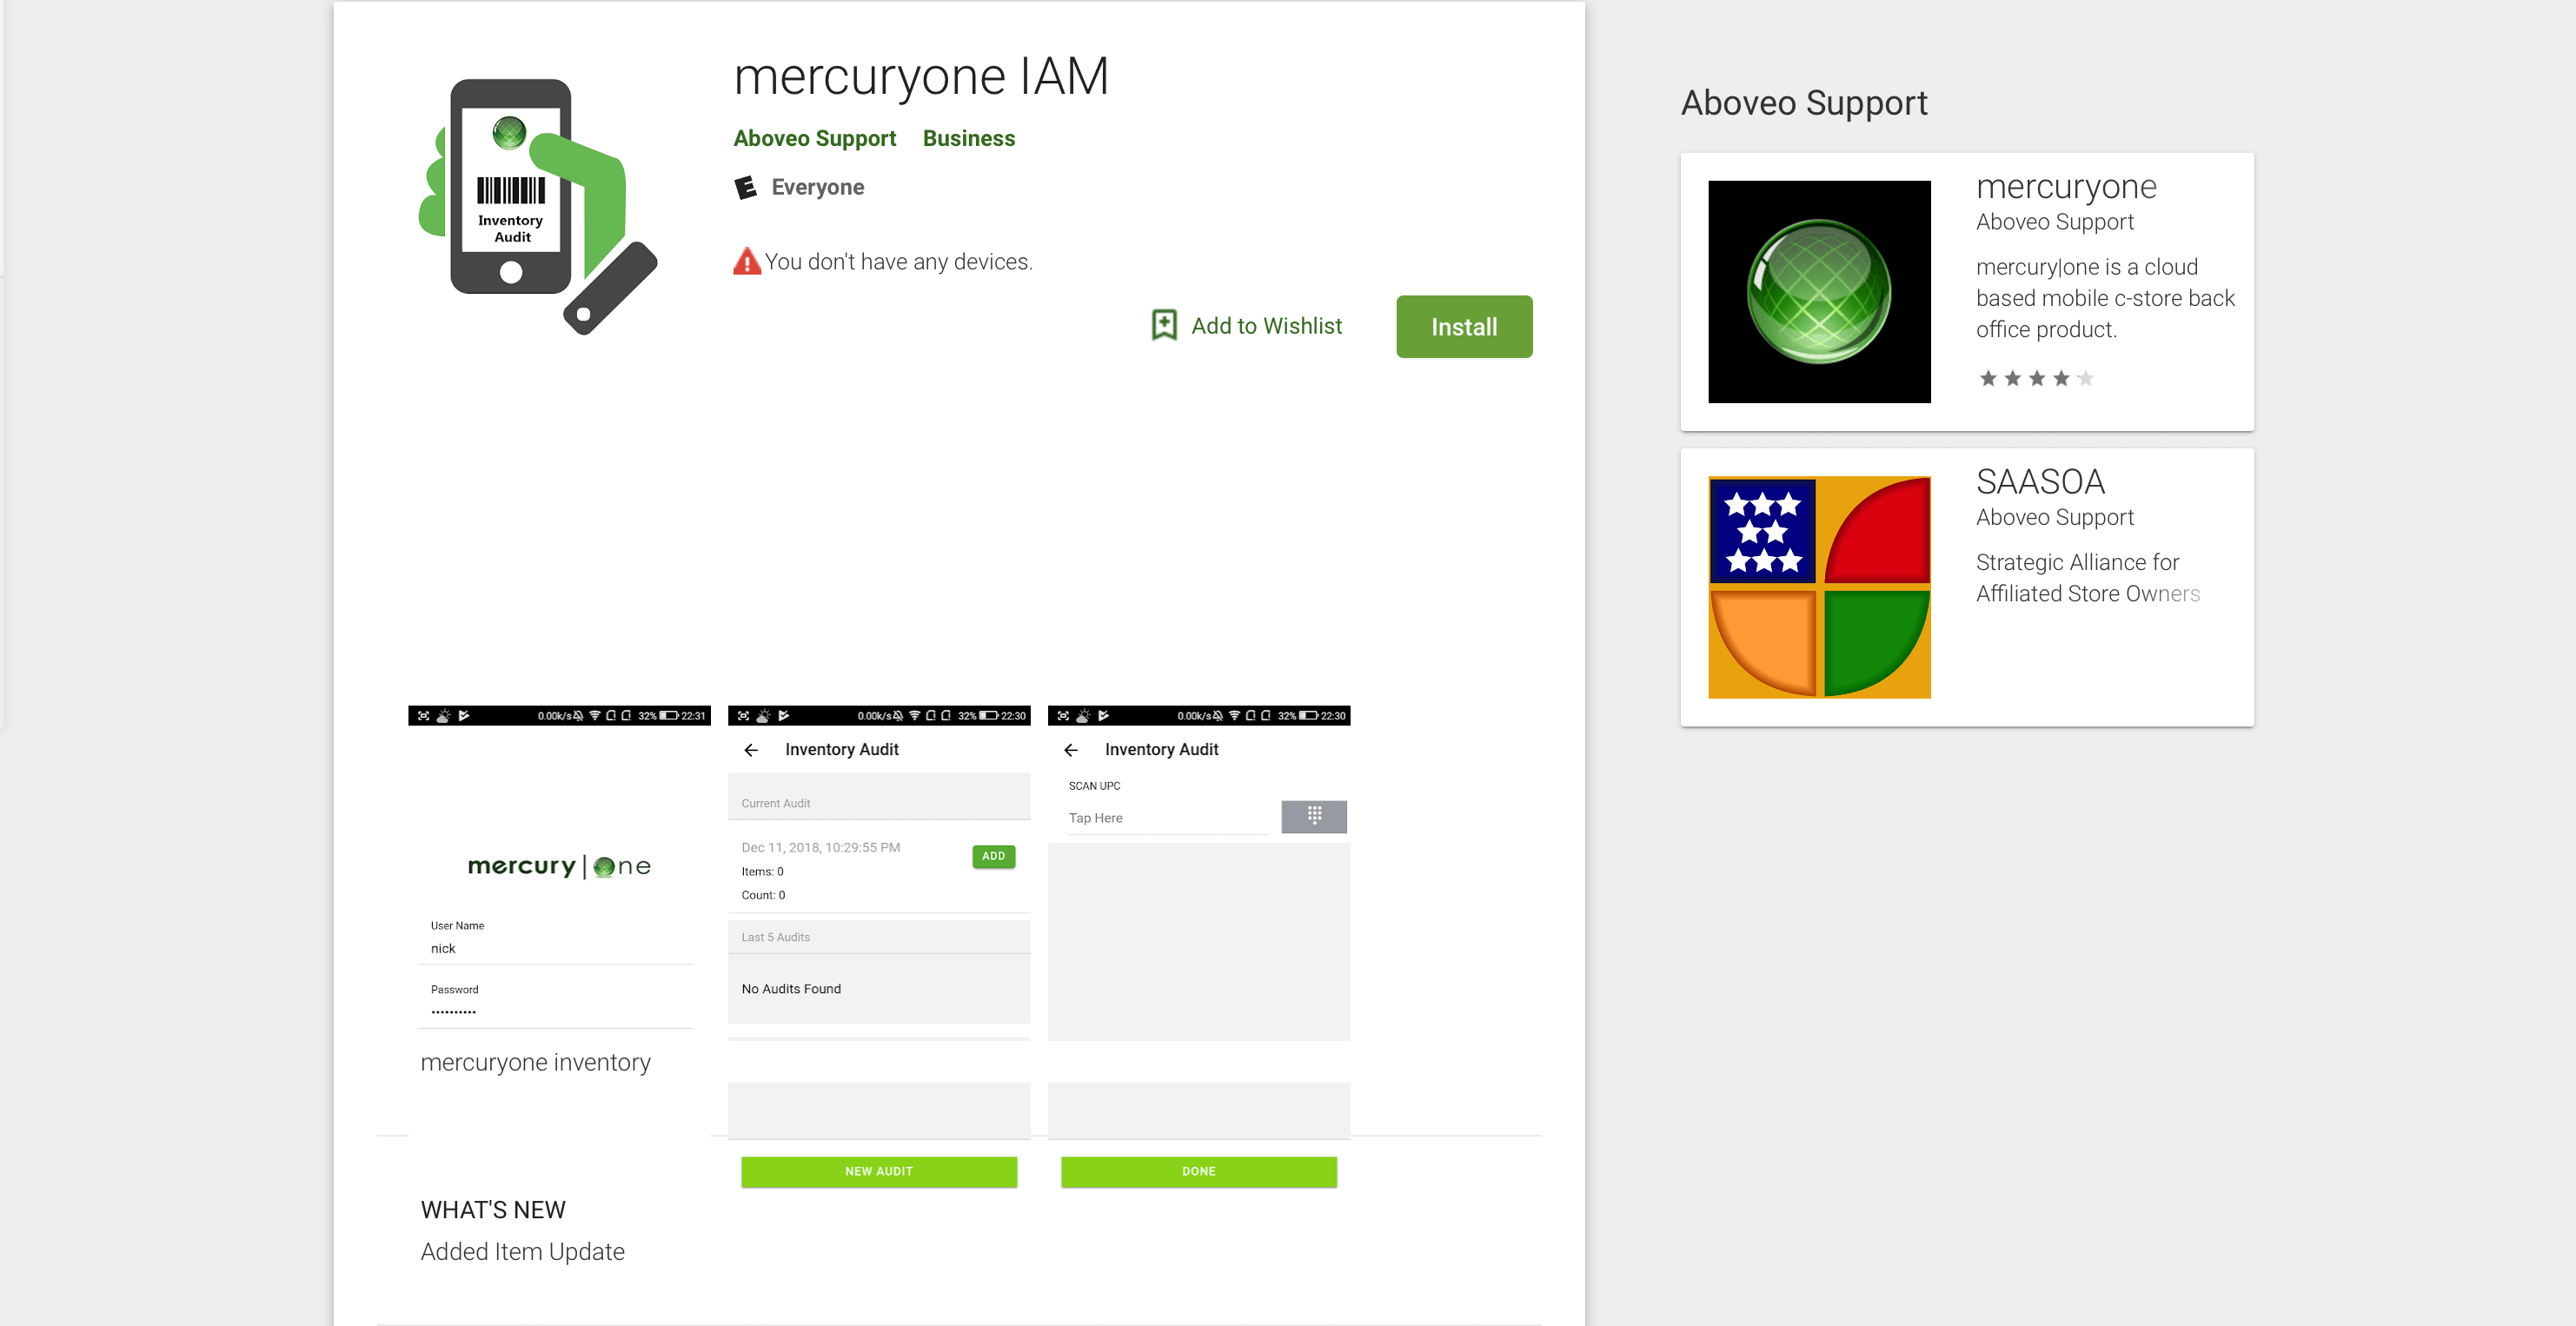 mercuryone IAM
Aboveo Support Business
Everyone
You don't have any devices.
Add to Wishlist
Install
Inventory
Audit
0.00k/s 32% 22:31
mercury|one
User Name
nick
Password
••••••••••
mercuryone inventory
0.00k/s 32% 22:30
Inventory Audit
Current Audit
Dec 11, 2018, 10:29:55 PM
ADD
Items: 0
Count: 0
Last 5 Audits
No Audits Found
NEW AUDIT
0.00k/s 32% 22:30
Inventory Audit
SCAN UPC
Tap Here
DONE
WHAT'S NEW
Added Item Update
Aboveo Support
mercuryone
Aboveo Support
mercury|one is a cloud
based mobile c-store back
office product.
SAASOA
Aboveo Support
Strategic Alliance for
Affiliated Store Owners